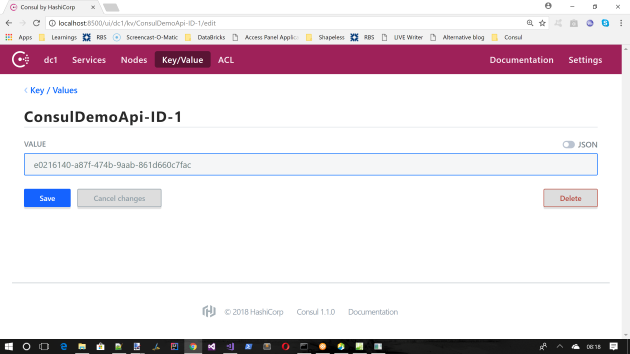 Consul by HashiCorp
localhost:8500/ui/dc1/kv/ConsulDemoApi-ID-1/edit
Apps Learnings RBS Screencast-O-Matic DataBricks Access Panel Applic Shapeless RBS LIVE Writer Alternative blog Consul
dc1 Services Nodes Key/Value ACL Documentation Settings
< Key / Values
ConsulDemoApi-ID-1
VALUE JSON
e0216140-a87f-474b-9aab-861d660c7fac
Save Cancel changes Delete
© 2018 HashiCorp Consul 1.1.0 Documentation
08:18